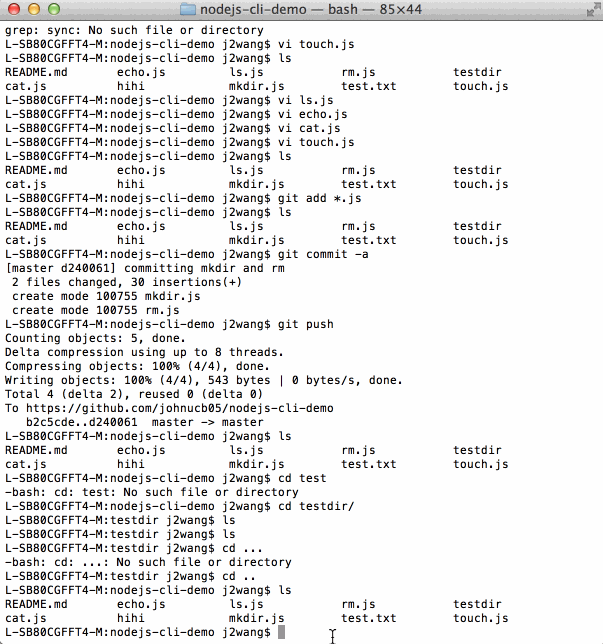 nodejs-cli-demo — bash — 85×44
grep: sync: No such file or directory
L-SB80CGFFT4-M:nodejs-cli-demo j2wang$ vi touch.js
L-SB80CGFFT4-M:nodejs-cli-demo j2wang$ ls
README.md       echo.js         ls.js           rm.js           testdir
cat.js          hihi            mkdir.js        test.txt        touch.js
L-SB80CGFFT4-M:nodejs-cli-demo j2wang$ vi ls.js
L-SB80CGFFT4-M:nodejs-cli-demo j2wang$ vi echo.js
L-SB80CGFFT4-M:nodejs-cli-demo j2wang$ vi cat.js
L-SB80CGFFT4-M:nodejs-cli-demo j2wang$ vi touch.js
L-SB80CGFFT4-M:nodejs-cli-demo j2wang$ ls
README.md       echo.js         ls.js           rm.js           testdir
cat.js          hihi            mkdir.js        test.txt        touch.js
L-SB80CGFFT4-M:nodejs-cli-demo j2wang$ git add *.js
L-SB80CGFFT4-M:nodejs-cli-demo j2wang$ ls
README.md       echo.js         ls.js           rm.js           testdir
cat.js          hihi            mkdir.js        test.txt        touch.js
L-SB80CGFFT4-M:nodejs-cli-demo j2wang$ git commit -a
[master d240061] committing mkdir and rm
 2 files changed, 30 insertions(+)
 create mode 100755 mkdir.js
 create mode 100755 rm.js
L-SB80CGFFT4-M:nodejs-cli-demo j2wang$ git push
Counting objects: 5, done.
Delta compression using up to 8 threads.
Compressing objects: 100% (4/4), done.
Writing objects: 100% (4/4), 543 bytes | 0 bytes/s, done.
Total 4 (delta 2), reused 0 (delta 0)
To https://github.com/johnucb05/nodejs-cli-demo
   b2c5cde..d240061  master -> master
L-SB80CGFFT4-M:nodejs-cli-demo j2wang$ ls
README.md       echo.js         ls.js           rm.js           testdir
cat.js          hihi            mkdir.js        test.txt        touch.js
L-SB80CGFFT4-M:nodejs-cli-demo j2wang$ cd test
-bash: cd: test: No such file or directory
L-SB80CGFFT4-M:nodejs-cli-demo j2wang$ cd testdir/
L-SB80CGFFT4-M:testdir j2wang$ ls
L-SB80CGFFT4-M:testdir j2wang$ ls
L-SB80CGFFT4-M:testdir j2wang$ cd ...
-bash: cd: ...: No such file or directory
L-SB80CGFFT4-M:testdir j2wang$ cd ..
L-SB80CGFFT4-M:nodejs-cli-demo j2wang$ ls
README.md       echo.js         ls.js           rm.js           testdir
cat.js          hihi            mkdir.js        test.txt        touch.js
L-SB80CGFFT4-M:nodejs-cli-demo j2wang$